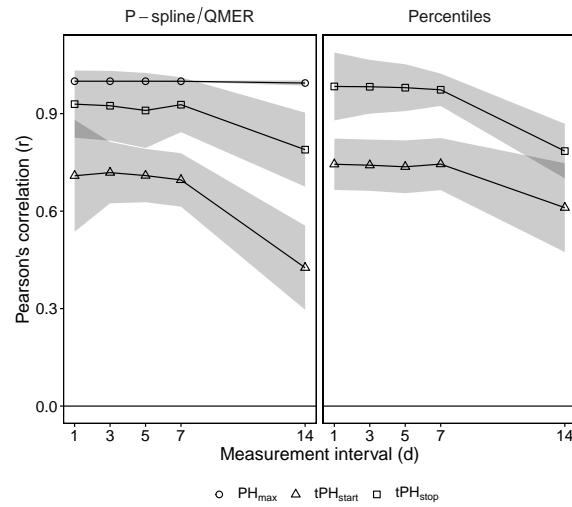 P – spline/QMER
Percentiles
Pearson's correlation (r)
0.9
0.6
0.3
0.0
1 3 5 7 14
1 3 5 7 14
Measurement interval (d)
PHmax tPHstart tPHstop